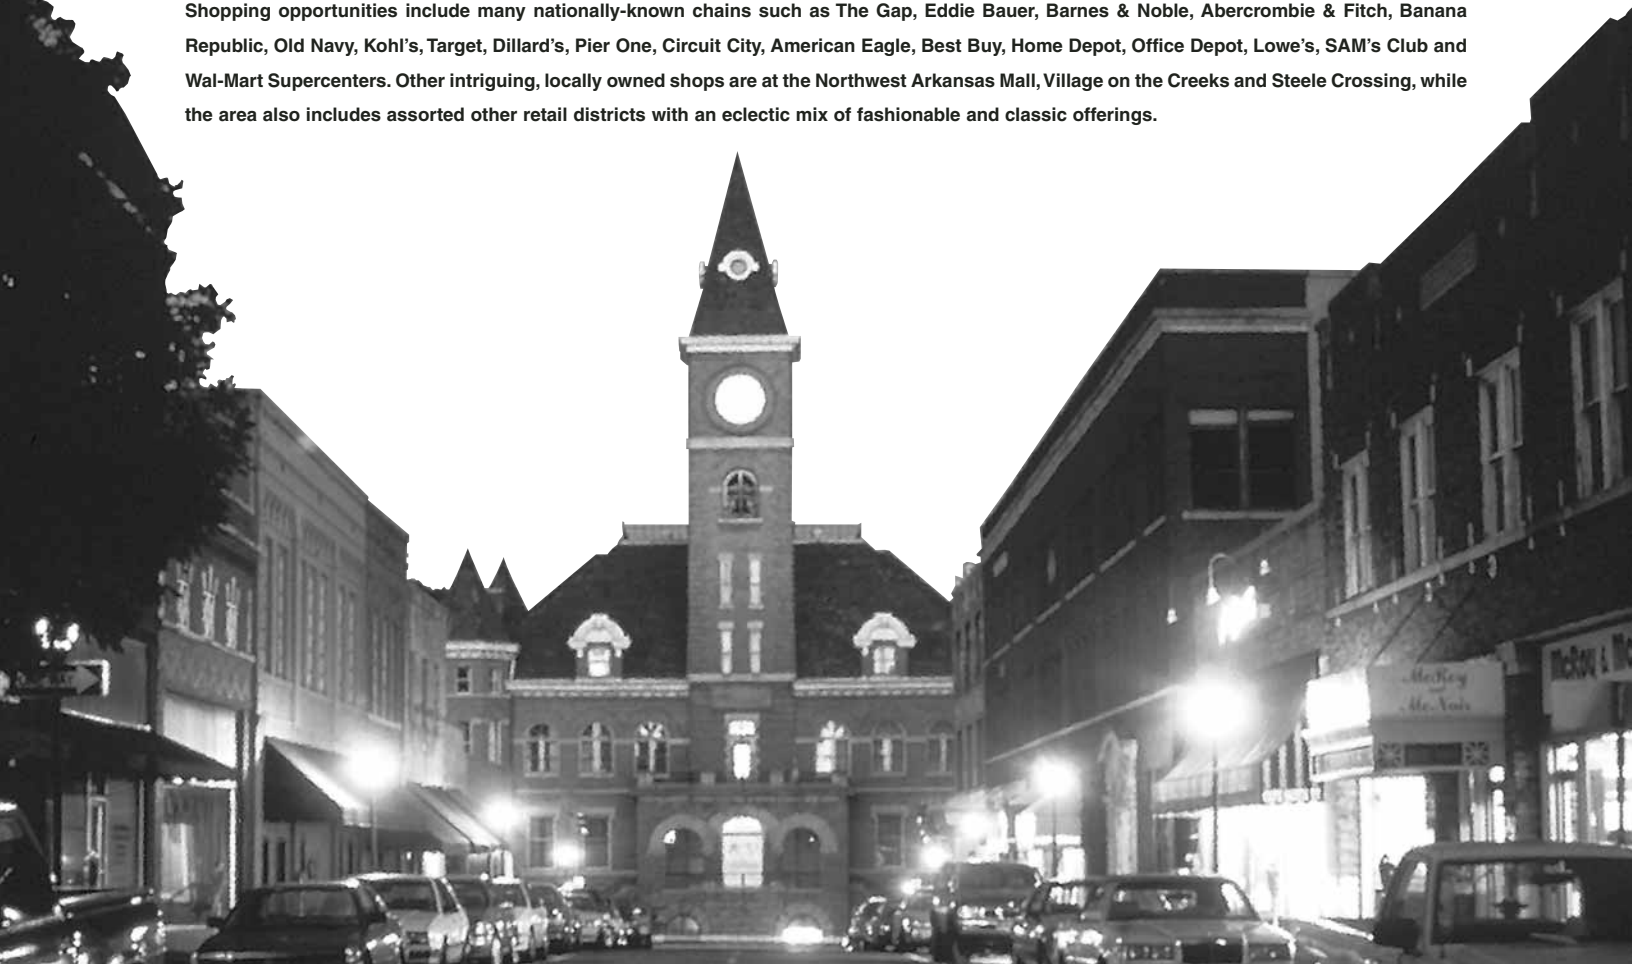 Shopping opportunities include many nationally-known chains such as The Gap, Eddie Bauer, Barnes & Noble, Abercrombie & Fitch, Banana
Republic, Old Navy, Kohl's, Target, Dillard's, Pier One, Circuit City, American Eagle, Best Buy, Home Depot, Office Depot, Lowe's, SAM's Club and
Wal-Mart Supercenters. Other intriguing, locally owned shops are at the Northwest Arkansas Mall, Village on the Creeks and Steele Crossing, while
the area also includes assorted other retail districts with an eclectic mix of fashionable and classic offerings.
McRoy &
McRoy
McNair